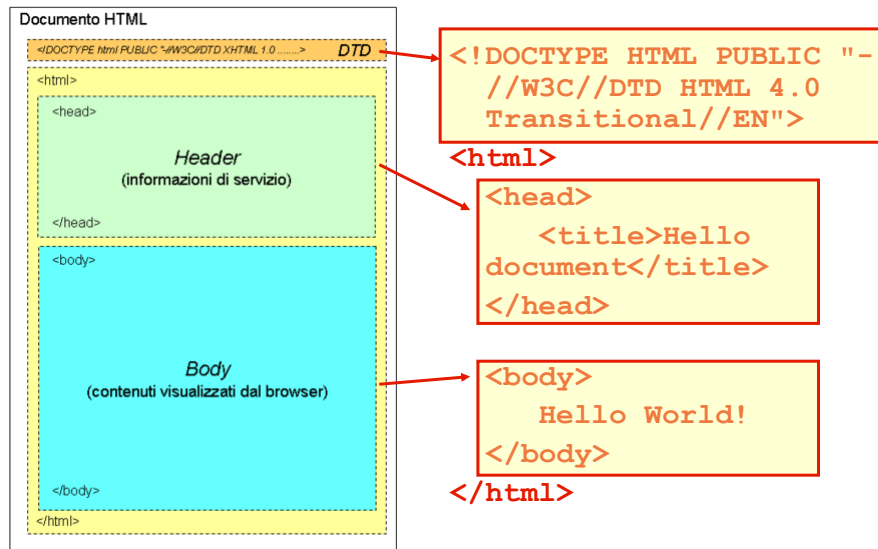 Documento HTML
<!DOCTYPE html PUBLIC "-//W3C//DTD XHTML 1.0 ........> DTD
<html>
<head>
Header
(informazioni di servizio)
</head>
<body>
Body
(contenuti visualizzati dal browser)
</body>
</html>
<!DOCTYPE HTML PUBLIC "-
//W3C//DTD HTML 4.0
Transitional//EN">
<html>
<head>
<title>Hello
document</title>
</head>
<body>
Hello World!
</body>
</html>